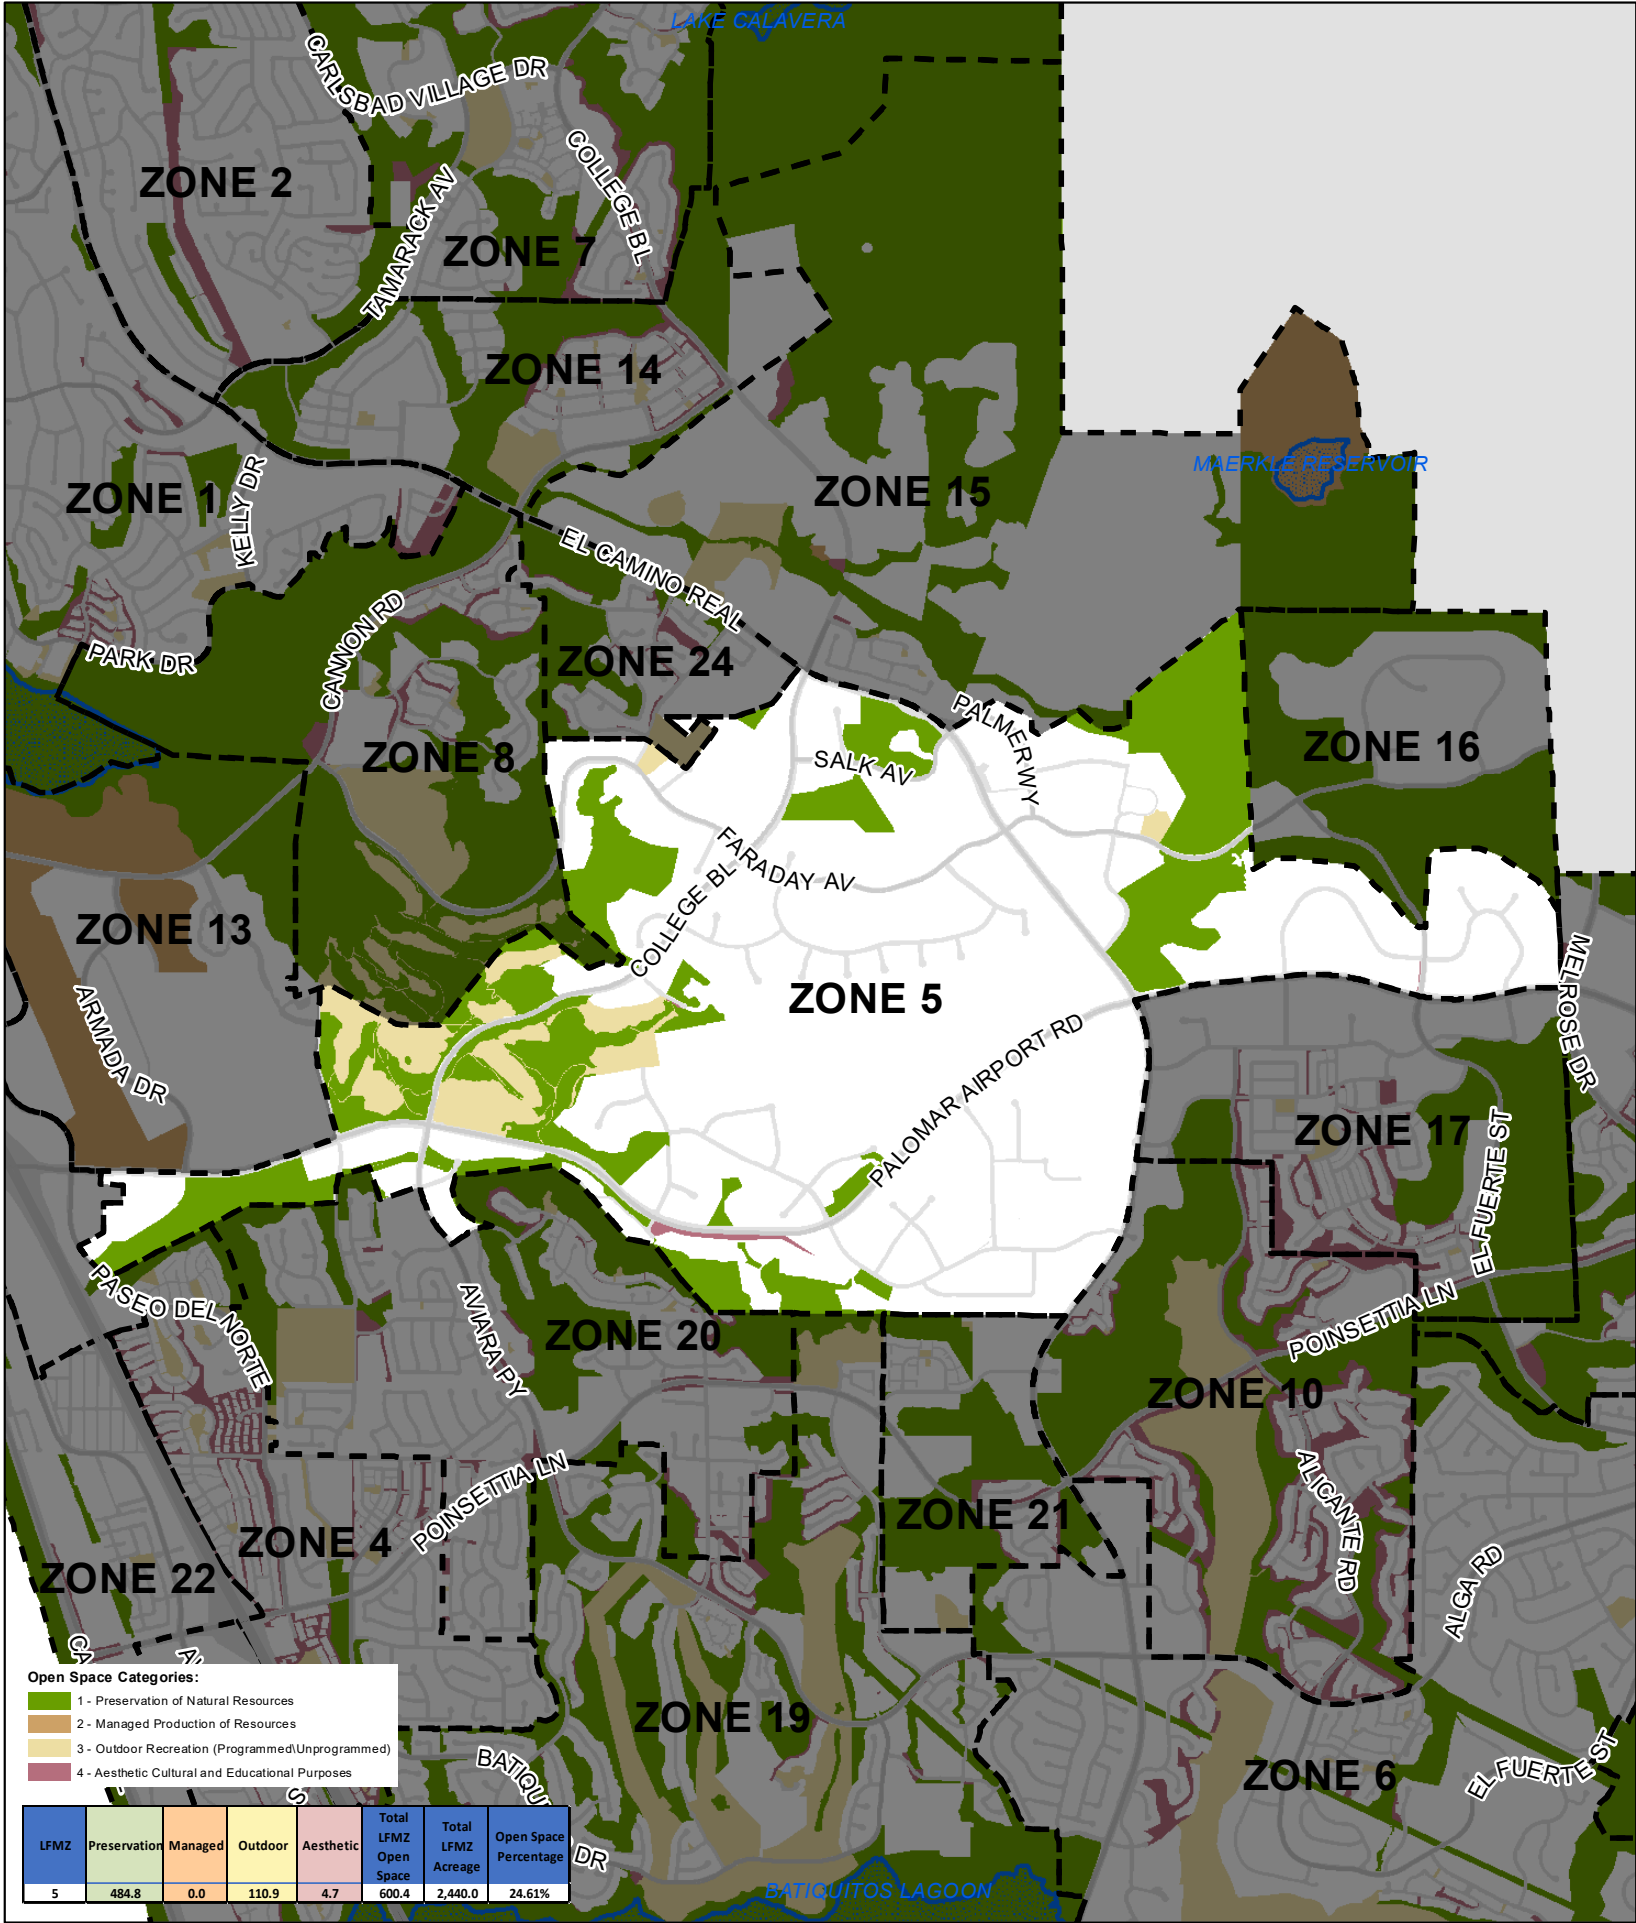 LAKE CALAVERA
CARLSBAD VILLAGE DR
COLLEGE BL
ZONE 2
TAMARACK AV
ZONE 7
ZONE 14
MAERKLE RESERVOIR
ZONE 15
ZONE 1
KELLY DR
EL CAMINO REAL
CANNON RD
PARK DR
ZONE 24
PALMER WY
ZONE 8
SALK AV
ZONE 16
FARADAY AV
COLLEGE BL
ZONE 13
MELROSE DR
ZONE 5
ARMADA DR
PALOMAR AIRPORT RD
ZONE 17
EL FUERTE ST
PASEO DEL NORTE
AVIARA PY
ZONE 20
POINSETTIA LN
ZONE 10
POINSETTIA LN
ALICANTE RD
ZONE 21
ZONE 4
ZONE 22
ALGA RD
CA
AV
Open Space Categories:
1 - Preservation of Natural Resources
2 - Managed Production of Resources
3 - Outdoor Recreation (Programmed\Unprogrammed)
4 - Aesthetic Cultural and Educational Purposes
S
ZONE 19
BATIQU
DR
ZONE 6
EL FUERTE ST
BATIQUITOS LAGOON
LFMZ Preservation Managed Outdoor Aesthetic Total LFMZ Open Space Total LFMZ Acreage Open Space Percentage
5 484.8 0.0 110.9 4.7 600.4 2,440.0 24.61%